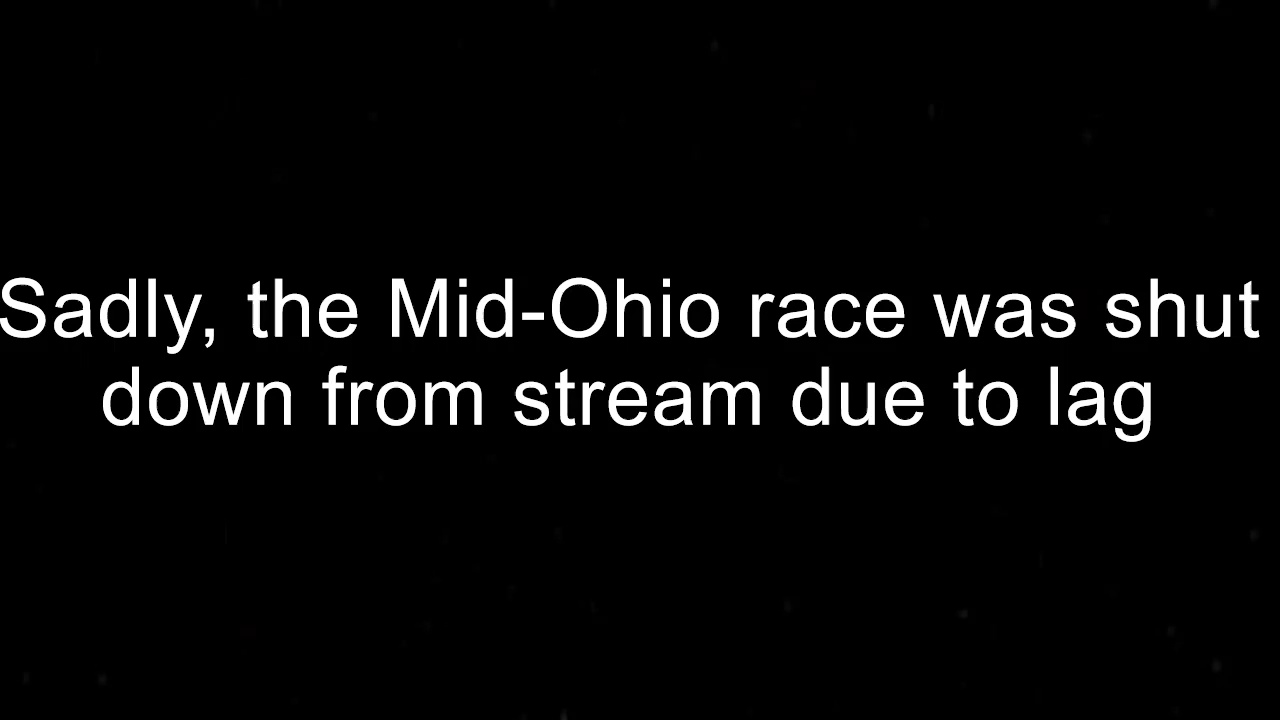 Sadly, the Mid-Ohio race was shut
down from stream due to lag